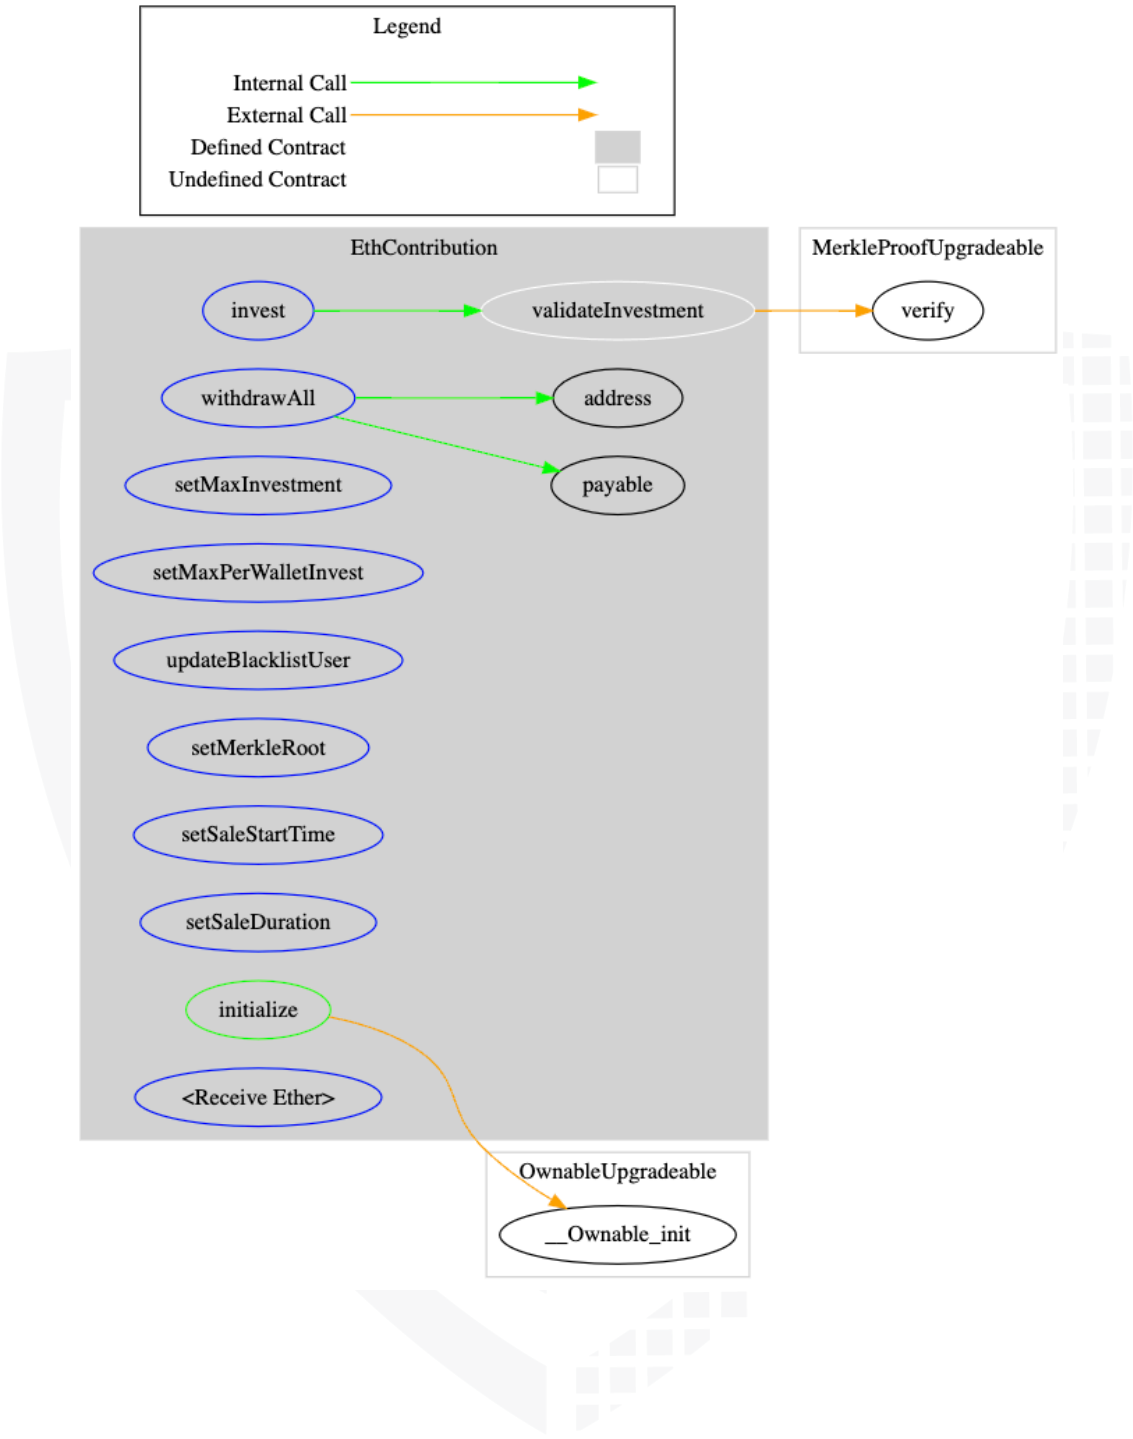 Legend
Internal Call
External Call
Defined Contract
Undefined Contract
EthContribution
MerkleProofUpgradeable
invest
validateInvestment
verify
withdrawAll
address
setMaxInvestment
payable
setMaxPerWalletInvest
updateBlacklistUser
setMerkleRoot
setSaleStartTime
setSaleDuration
initialize
<Receive Ether>
OwnableUpgradeable
__Ownable_init